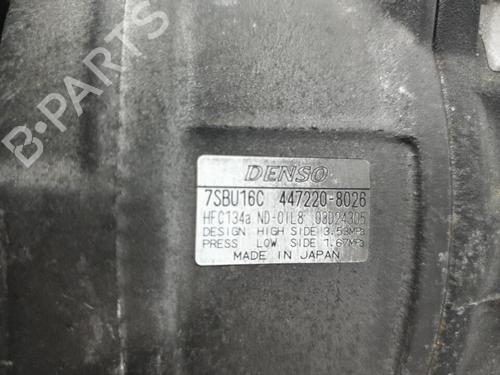 B-PARTS
DENSO
7SBU16C 447220-8026
HFC134a ND-OIL8
DESIGN HIGH SIDE 3.53MPa
PRESS LOW SIDE 1.67MPa
MADE IN JAPAN